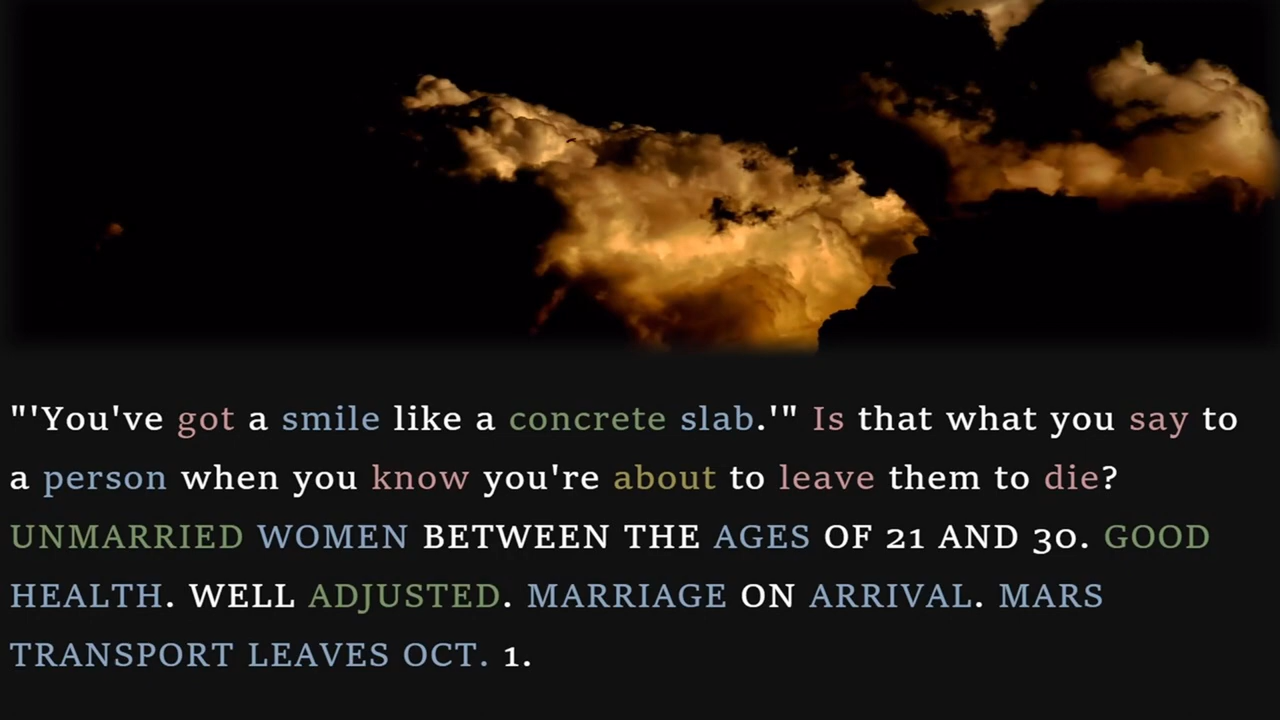 "'You've got a smile like a concrete slab.'" Is that what you say to
a person when you know you're about to leave them to die?
UNMARRIED WOMEN BETWEEN THE AGES OF 21 AND 30. GOOD
HEALTH. WELL ADJUSTED. MARRIAGE ON ARRIVAL. MARS
TRANSPORT LEAVES OCT. 1.